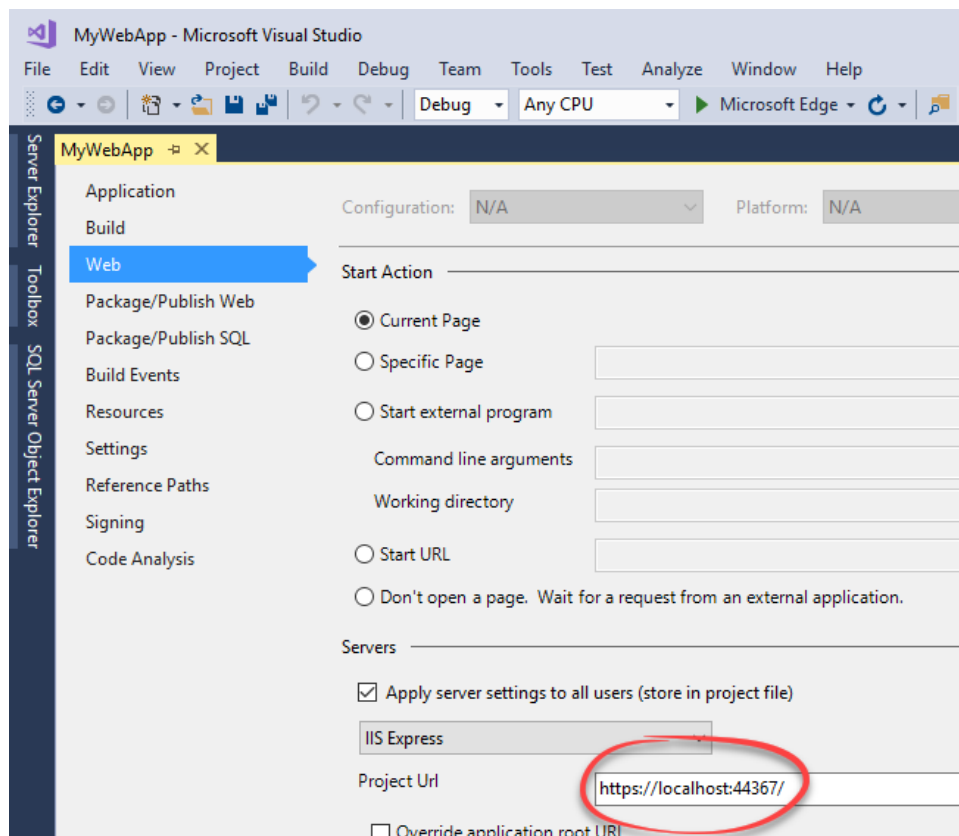 MyWebApp - Microsoft Visual Studio
File Edit View Project Build Debug Team Tools Test Analyze Window Help
Debug Any CPU Microsoft Edge
Server Explorer
Toolbox
SQL Server Object Explorer
MyWebApp
Application
Build
Web
Package/Publish Web
Package/Publish SQL
Build Events
Resources
Settings
Reference Paths
Signing
Code Analysis
Configuration: N/A Platform: N/A
Start Action
Current Page
Specific Page
Start external program
Command line arguments
Working directory
Start URL
Don't open a page. Wait for a request from an external application.
Servers
Apply server settings to all users (store in project file)
IIS Express
Project Url https://localhost:44367/
Override application root URL